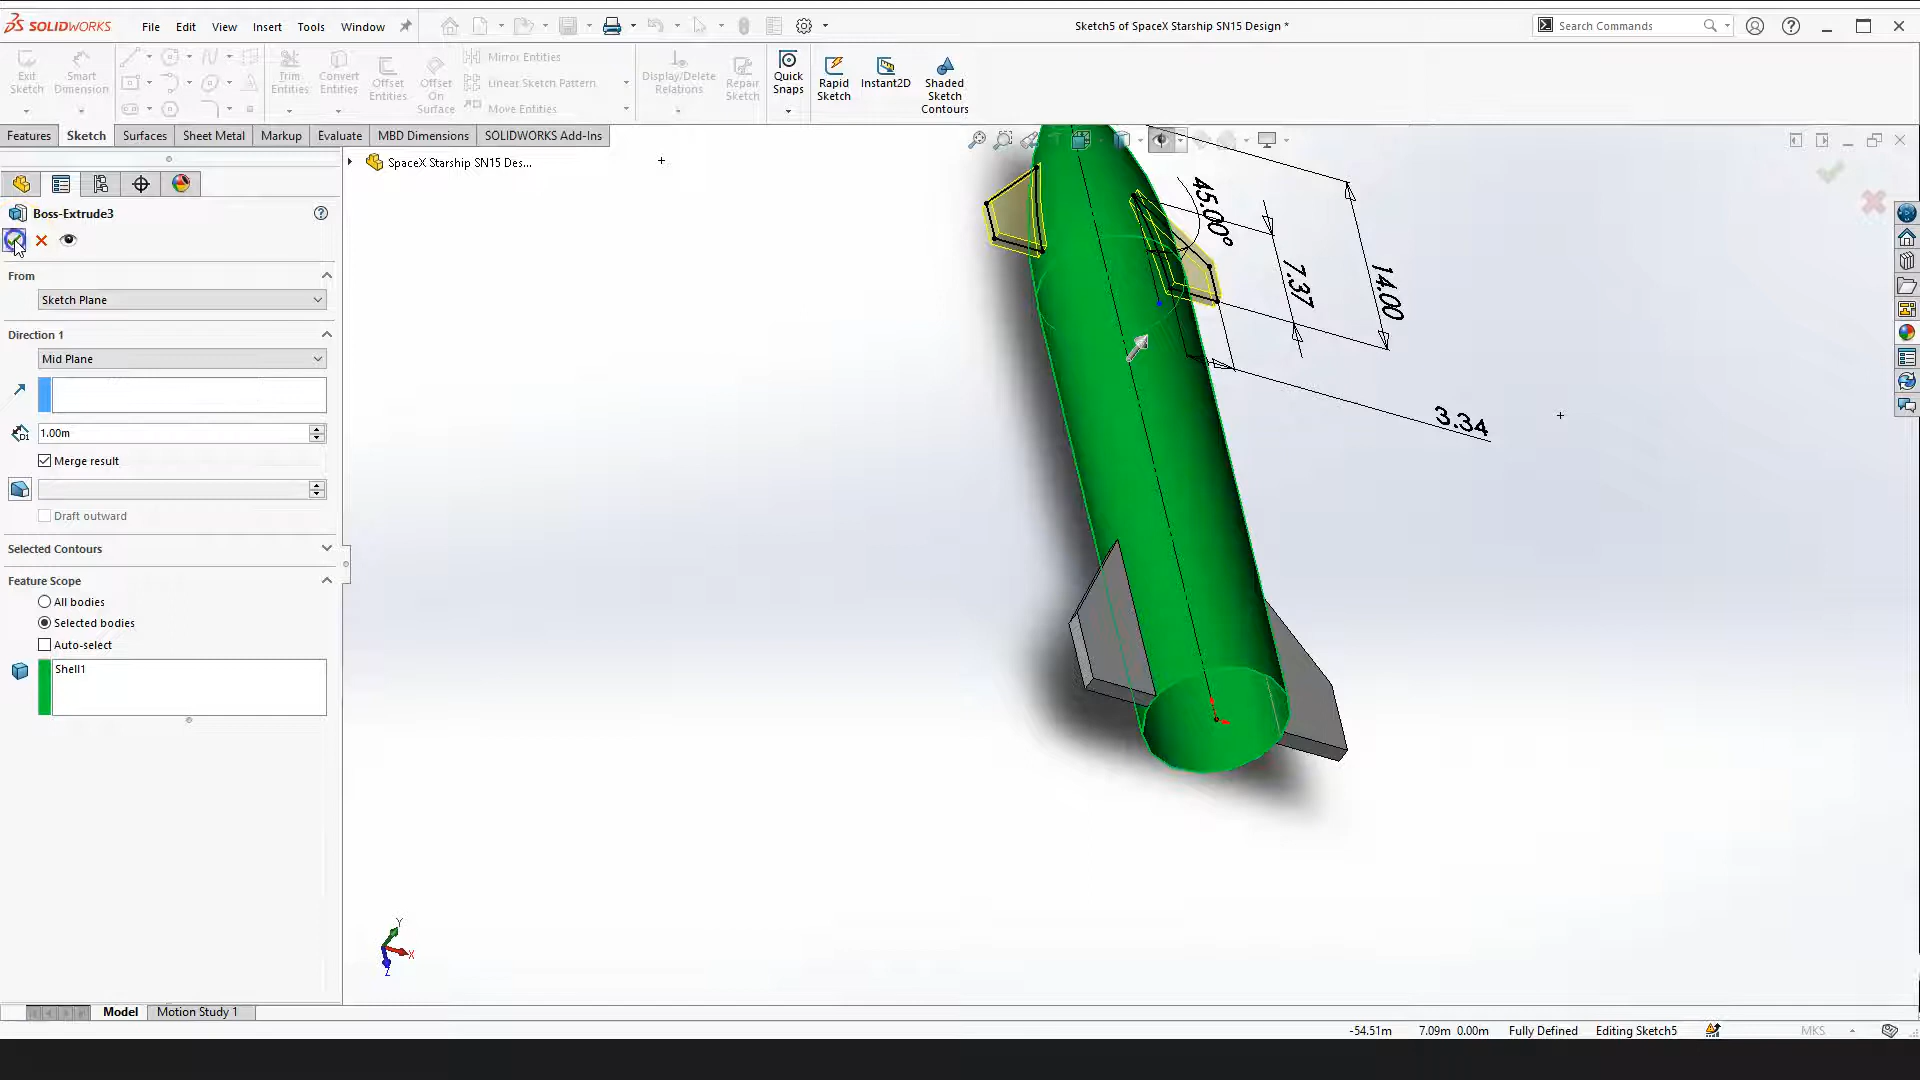 SOLIDWORKS
File Edit View Insert Tools Window
Sketch5 of SpaceX Starship SN15 Design *
Search Commands
Exit Sketch
Smart Dimension
Trim Entities
Convert Entities
Offset Entities
Offset On Surface
Mirror Entities
Linear Sketch Pattern
Move Entities
Display/Delete Relations
Repair Sketch
Quick Snaps
Rapid Sketch
Instant2D
Shaded Sketch Contours
Features Sketch Surfaces Sheet Metal Markup Evaluate MBD Dimensions SOLIDWORKS Add-Ins
SpaceX Starship SN15 Des...
Boss-Extrude3
From
Sketch Plane
Direction 1
Mid Plane
D1
1.00m
Merge result
Draft outward
Selected Contours
Feature Scope
All bodies
Selected bodies
Auto-select
Shell1
45.00°
7.37
14.00
3.34
Y
X
Z
Model Motion Study 1
-54.51m 7.09m 0.00m Fully Defined Editing Sketch5 MKS